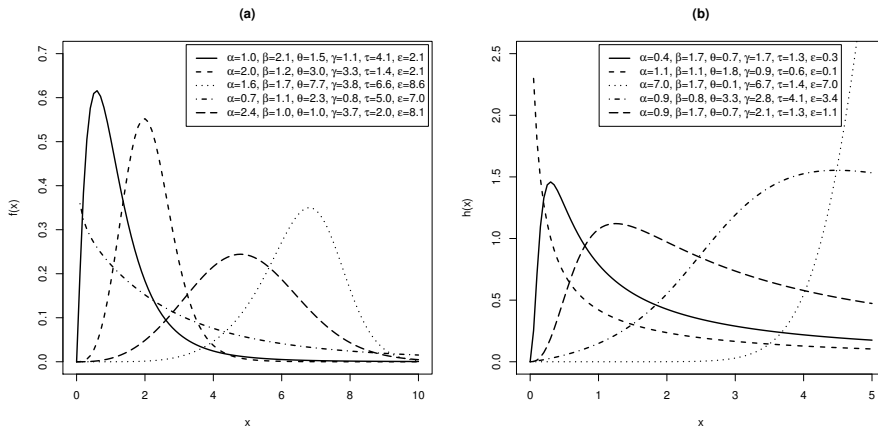 (a)
0.0 0.1 0.2 0.3 0.4 0.5 0.6 0.7
f(x)
α=1.0, β=2.1, θ=1.5, γ=1.1, τ=4.1, ε=2.1
α=2.0, β=1.2, θ=3.0, γ=3.3, τ=1.4, ε=2.1
α=1.6, β=1.7, θ=7.7, γ=3.8, τ=6.6, ε=8.6
α=0.7, β=1.1, θ=2.3, γ=0.8, τ=5.0, ε=7.0
α=2.4, β=1.0, θ=1.0, γ=3.7, τ=2.0, ε=8.1
0 2 4 6 8 10
x
(b)
0.0 0.5 1.0 1.5 2.0 2.5
h(x)
α=0.4, β=1.7, θ=0.7, γ=1.7, τ=1.3, ε=0.3
α=1.1, β=1.1, θ=1.8, γ=0.9, τ=0.6, ε=0.1
α=7.0, β=1.7, θ=0.1, γ=6.7, τ=1.4, ε=7.0
α=0.9, β=0.8, θ=3.3, γ=2.8, τ=4.1, ε=3.4
α=0.9, β=1.7, θ=0.7, γ=2.1, τ=1.3, ε=1.1
0 1 2 3 4 5
x